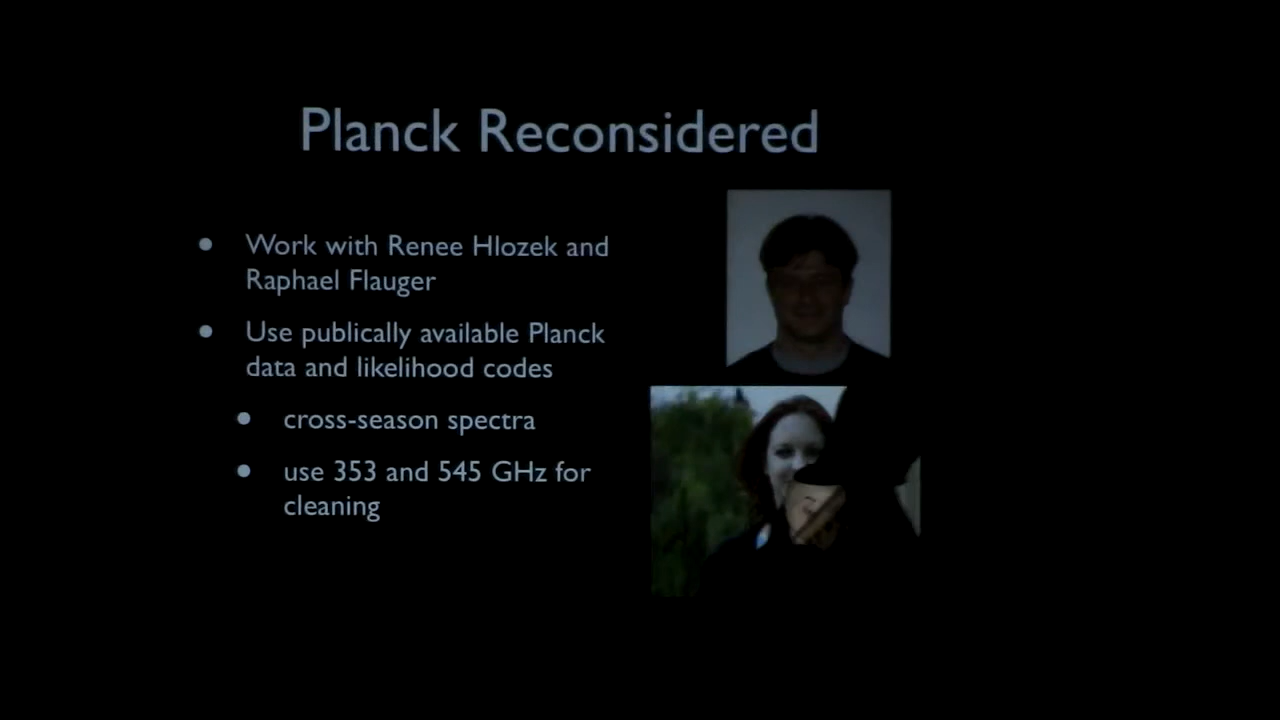 Planck Reconsidered
• Work with Renee Hlozek and
Raphael Flauger
• Use publically available Planck
data and likelihood codes
• cross-season spectra
• use 353 and 545 GHz for
cleaning